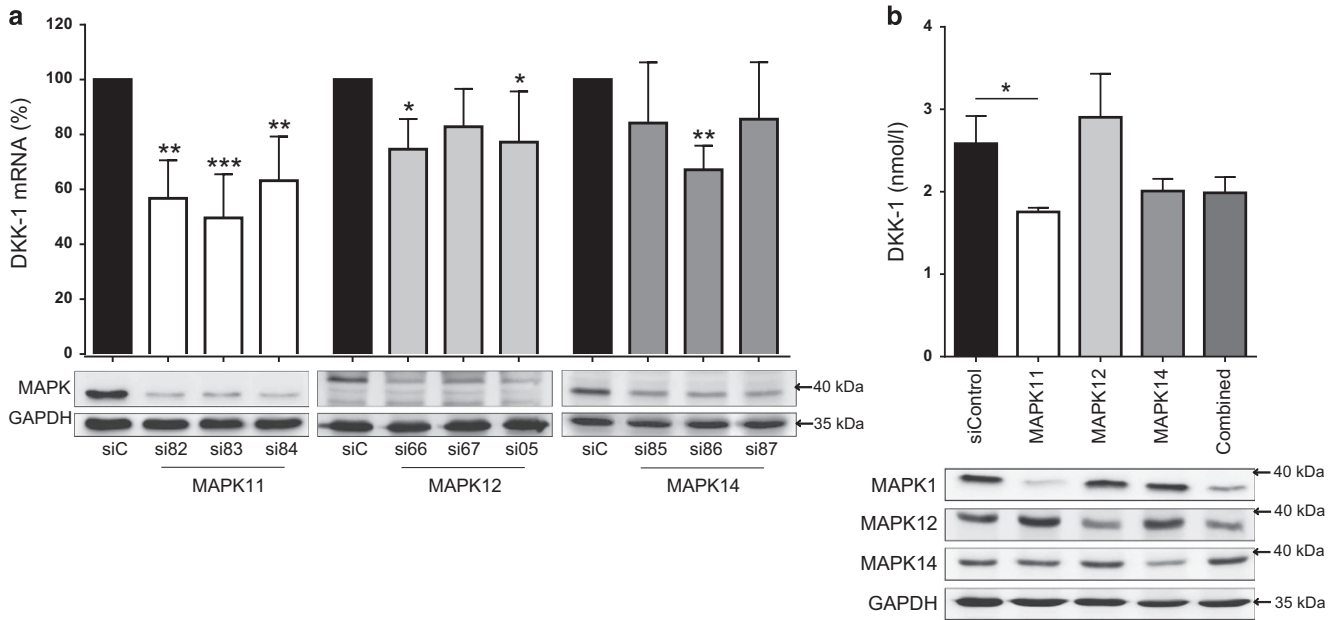 a
DKK-1 mRNA (%)
120
100
80
60
40
20
0
** *** ** * * **
MAPK
40 kDa
GAPDH
35 kDa
siC si82 si83 si84 siC si66 si67 si05 siC si85 si86 si87
MAPK11 MAPK12 MAPK14
b
DKK-1 (nmol/l)
4
3
2
1
0
*
siControl MAPK11 MAPK12 MAPK14 Combined
MAPK1 40 kDa
MAPK12 40 kDa
MAPK14 40 kDa
GAPDH 35 kDa